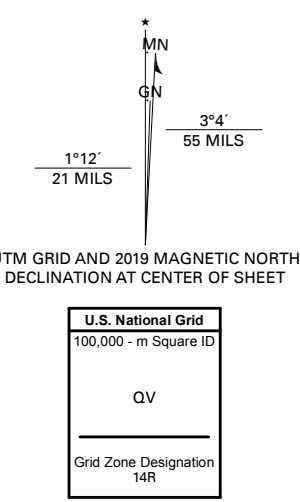 ★
MN
GN
3°4´
55 MILS
1°12´
21 MILS
UTM GRID AND 2019 MAGNETIC NORTH
DECLINATION AT CENTER OF SHEET
U.S. National Grid
100,000 - m Square ID
QV
Grid Zone Designation
14R